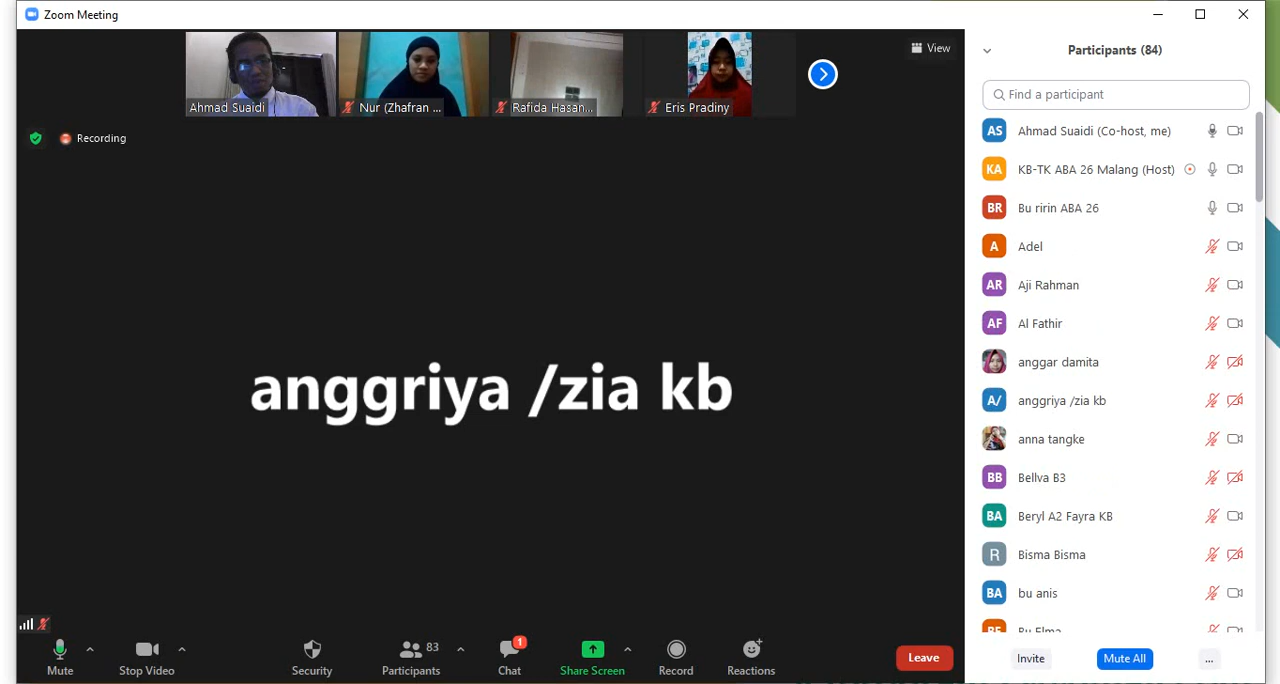 Zoom Meeting
Ahmad Suaidi
Nur (Zhafran ...
Rafida Hasan...
Eris Pradiny
View
Recording
anggriya /zia kb
Participants (84)
Find a participant
AS Ahmad Suaidi (Co-host, me)
KA KB-TK ABA 26 Malang (Host)
BR Bu ririn ABA 26
A Adel
AR Aji Rahman
AF Al Fathir
anggar damita
A/ anggriya /zia kb
anna tangke
BB Bellva B3
BA Beryl A2 Fayra KB
R Bisma Bisma
BA bu anis
BE Bu Elma
Mute
Stop Video
Security
83
Participants
1
Chat
Share Screen
Record
Reactions
Leave
Invite
Mute All
...